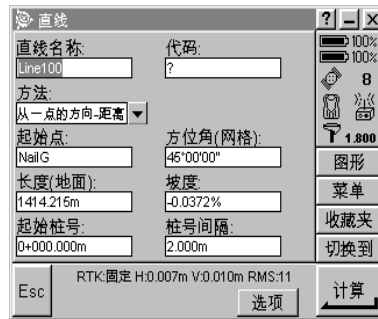 直线
? _ X
直线名称:
代码:
Line100
?
方法:
从一点的方向-距离
起始点:
方位角(网格):
NailG
45°00'00"
长度(地面):
坡度:
1414.215m
-0.0372%
起始桩号:
桩号间隔:
0+000.000m
2.000m
100%
100%
8
1.800
图形
菜单
收藏夹
切换到
Esc
RTK:固定 H:0.007m V:0.010m RMS:11
选项
计算